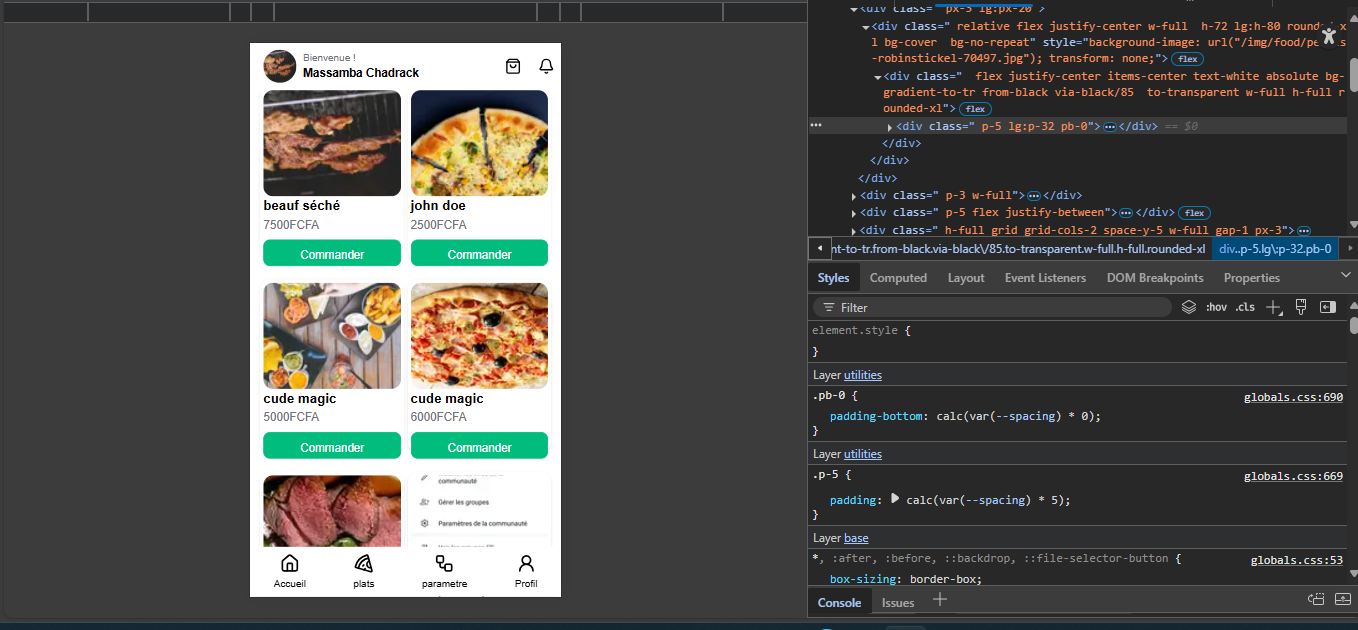 Bienvenue !
Massamba Chadrack
beauf séché
john doe
7500FCFA
2500FCFA
Commander
Commander
cude magic
cude magic
5000FCFA
6000FCFA
Commander
Commander
communauté
Gérer les groupes
Paramètres de la communauté
Accueil
plats
parametre
Profil
<div class=" px-5 lg:px-20">
<div class=" relative flex justify-center w-full  h-72 lg:h-80
l bg-cover  bg-no-repeat" style="background-image: url("/img/food/
-robinstickel-70497.jpg"); transform: none;"> flex
<div class="  flex justify-center items-center text-white absolute bg-
gradient-to-tr from-black via-black/85  to-transparent w-full h-full r
ounded-xl"> flex
••• <div class=" p-5 lg:p-32 pb-0"> ••• </div> == $0
</div>
</div>
</div>
<div class=" p-3 w-full"> ••• </div>
<div class=" p-5 flex justify-between"> ••• </div> flex
<div class=" h-full grid grid-cols-2 space-y-5 w-full gap-1 px-3"> •••
nt-to-tr.from-black.via-black\/85.to-transparent.w-full.h-full.rounded-xl
div..p-5.lg\:p-32.pb-0
Styles Computed Layout Event Listeners DOM Breakpoints Properties
Filter
:hov .cls
element.style {
}
Layer utilities
.pb-0 { globals.css:690
padding-bottom: calc(var(--spacing) * 0);
}
Layer utilities
.p-5 { globals.css:669
padding: calc(var(--spacing) * 5);
}
Layer base
*, :after, :before, ::backdrop, ::file-selector-button { globals.css:53
box-sizing: border-box;
Console Issues